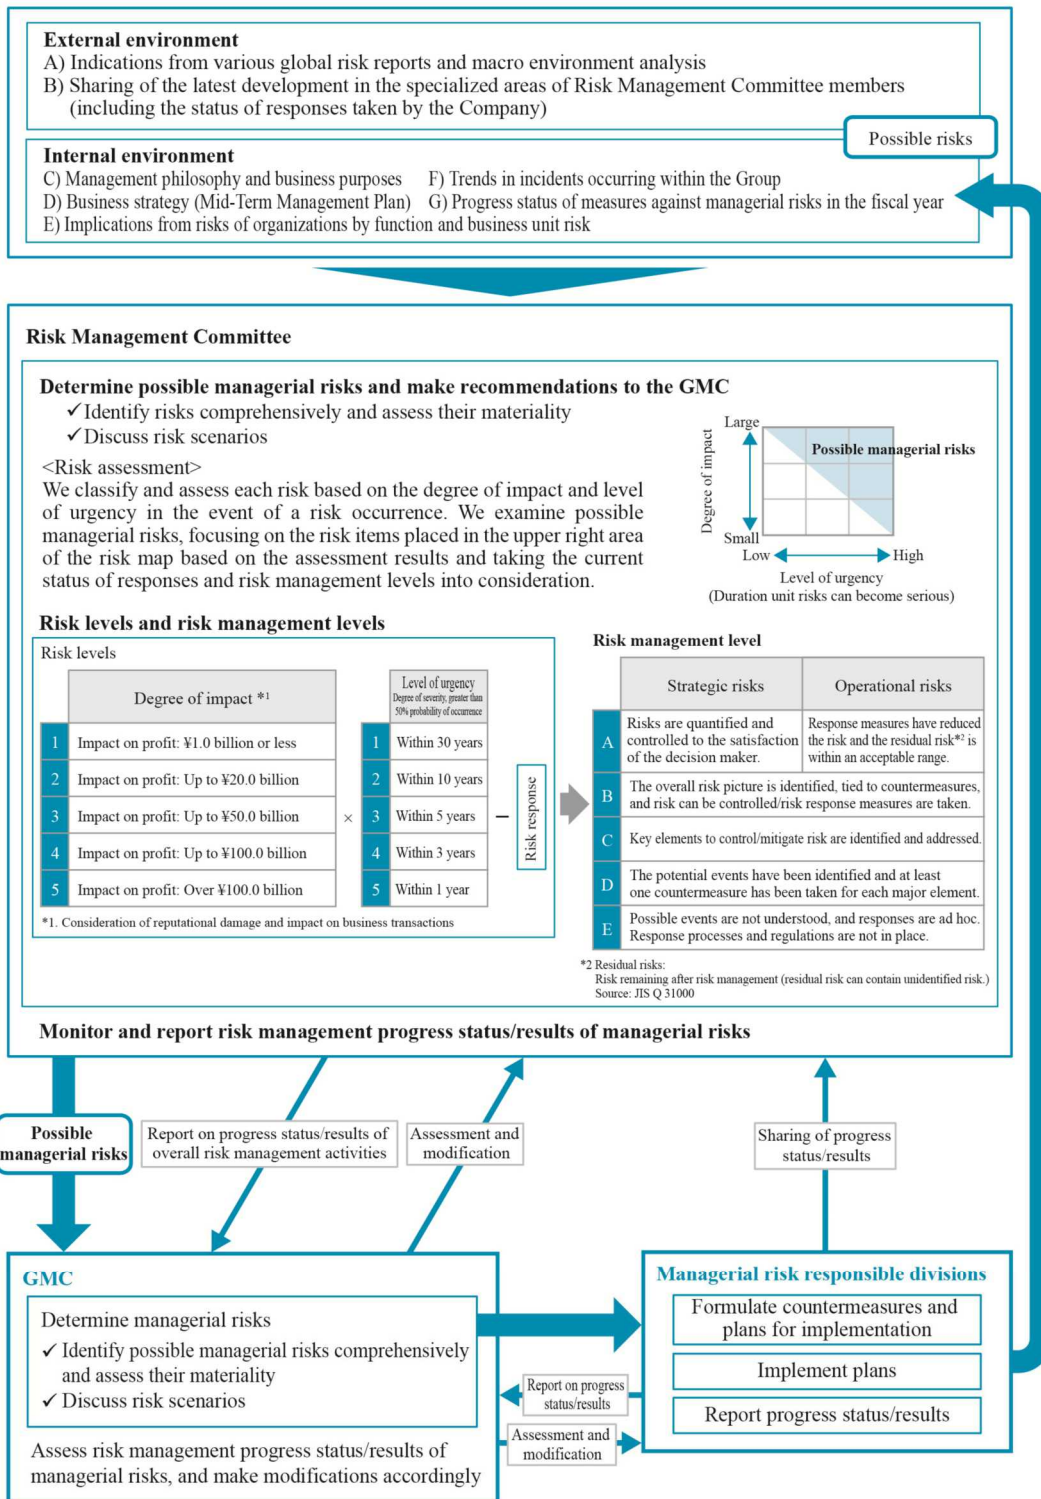 External environment
A) Indications from various global risk reports and macro environment analysis
B) Sharing of the latest development in the specialized areas of Risk Management Committee members
(including the status of responses taken by the Company)
Possible risks
Internal environment
C) Management philosophy and business purposes
D) Business strategy (Mid-Term Management Plan)
E) Implications from risks of organizations by function and business unit risk
F) Trends in incidents occurring within the Group
G) Progress status of measures against managerial risks in the fiscal year
Risk Management Committee
Determine possible managerial risks and make recommendations to the GMC
✓Identify risks comprehensively and assess their materiality
✓Discuss risk scenarios
<Risk assessment>
We classify and assess each risk based on the degree of impact and level
of urgency in the event of a risk occurrence. We examine possible
managerial risks, focusing on the risk items placed in the upper right area
of the risk map based on the assessment results and taking the current
status of responses and risk management levels into consideration.
Degree of impact
Large
Small
Possible managerial risks
Low
High
Level of urgency
(Duration unit risks can become serious)
Risk levels and risk management levels
Risk levels
Degree of impact *1
1 Impact on profit: ¥1.0 billion or less
2 Impact on profit: Up to ¥20.0 billion
3 Impact on profit: Up to ¥50.0 billion
4 Impact on profit: Up to ¥100.0 billion
5 Impact on profit: Over ¥100.0 billion
×
Level of urgency
Degree of severity, greater than
50% probability of occurrence
1 Within 30 years
2 Within 10 years
3 Within 5 years
4 Within 3 years
5 Within 1 year
−
Risk response
*1. Consideration of reputational damage and impact on business transactions
Risk management level
Strategic risks
Operational risks
A
Risks are quantified and
controlled to the satisfaction
of the decision maker.
Response measures have reduced
the risk and the residual risk*2 is
within an acceptable range.
B
The overall risk picture is identified, tied to countermeasures,
and risk can be controlled/risk response measures are taken.
C
Key elements to control/mitigate risk are identified and addressed.
D
The potential events have been identified and at least
one countermeasure has been taken for each major element.
E
Possible events are not understood, and responses are ad hoc.
Response processes and regulations are not in place.
*2 Residual risks:
Risk remaining after risk management (residual risk can contain unidentified risk.)
Source: JIS Q 31000
Monitor and report risk management progress status/results of managerial risks
Possible
managerial risks
Report on progress status/results of
overall risk management activities
Assessment and
modification
Sharing of progress
status/results
GMC
Determine managerial risks
✓ Identify possible managerial risks comprehensively
and assess their materiality
✓ Discuss risk scenarios
Assess risk management progress status/results of
managerial risks, and make modifications accordingly
Report on progress
status/results
Assessment and
modification
Managerial risk responsible divisions
Formulate countermeasures and
plans for implementation
Implement plans
Report progress status/results